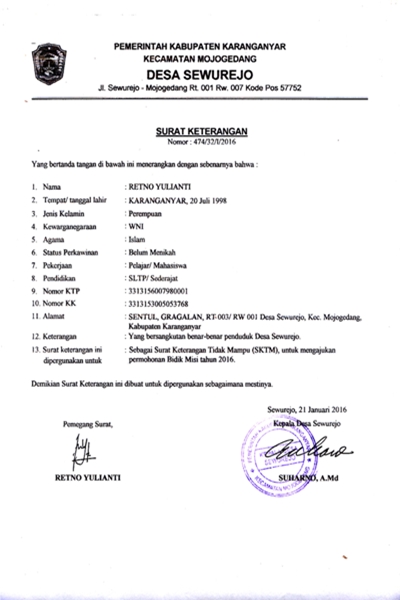 PEMERINTAH KABUPATEN KARANGANYAR
KECAMATAN MOJOGEDANG
DESA SEWUREJO
Jl. Sewurejo - Mojogedang Rt. 001 Rw. 007 Kode Pos 57752
SURAT KETERANGAN
Nomor : 474/32/I/2016
Yang bertanda tangan di bawah ini menerangkan dengan sebenarnya bahwa :
1. Nama : RETNO YULIANTI
2. Tempat/ tanggal lahir : KARANGANYAR, 20 Juli 1998
3. Jenis Kelamin : Perempuan
4. Kewarganegaraan : WNI
5. Agama : Islam
6. Status Perkawinan : Belum Menikah
7. Pekerjaan : Pelajar/ Mahasiswa
8. Pendidikan : SLTP/ Sederajat
9. Nomor KTP : 3313156007980001
10. Nomor KK : 3313153005053768
11. Alamat : SENTUL, GRAGALAN, RT-003/ RW 001 Desa Sewurejo, Kec. Mojogedang,
Kabupaten Karanganyar
12. Keterangan : Yang bersangkutan benar-benar penduduk Desa Sewurejo.
13. Surat keterangan ini : Sebagai Surat Keterangan Tidak Mampu (SKTM), untuk mengajukan
dipergunakan untuk permohonan Bidik Misi tahun 2016.
Demikian Surat Keterangan ini dibuat untuk dipergunakan sebagaimana mestinya.
Sewurejo, 21 Januari 2016
Pemegang Surat, Kepala Desa Sewurejo
RETNO YULIANTI SUHARNO, A.Md